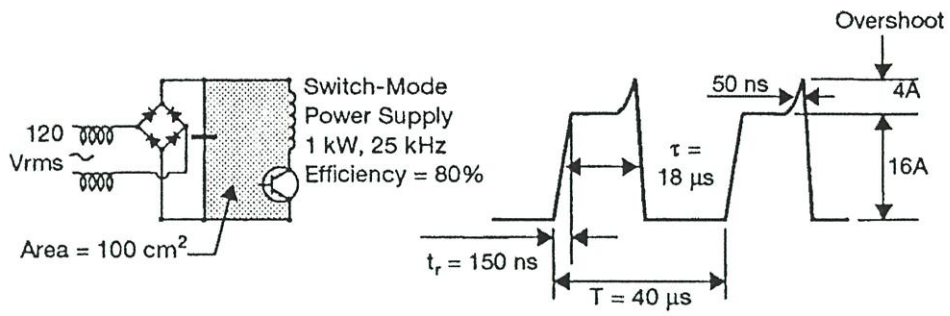 120
Vrms
Area = 100 cm²
Switch-Mode
Power Supply
1 kW, 25 kHz
Efficiency = 80%
Overshoot
50 ns
4A
τ =
18 μs
16A
tr = 150 ns
T = 40 μs